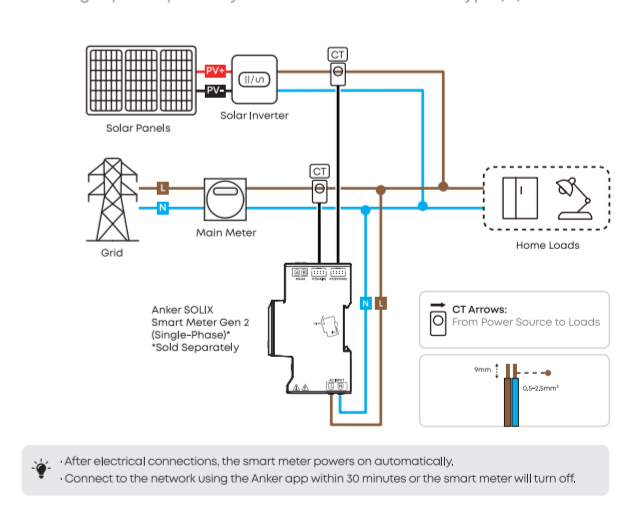 CT
PV+
PV-
Solar Inverter
Solar Panels
CT
L
N
Main Meter
Grid
Home Loads
Anker SOLIX
Smart Meter Gen 2
(Single-Phase)*
*Sold Separately
N
L
AC INPUT
L N
CT Arrows:
From Power Source to Loads
9mm
0.5-2.5mm²
· After electrical connections, the smart meter powers on automatically.
· Connect to the network using the Anker app within 30 minutes or the smart meter will turn off.